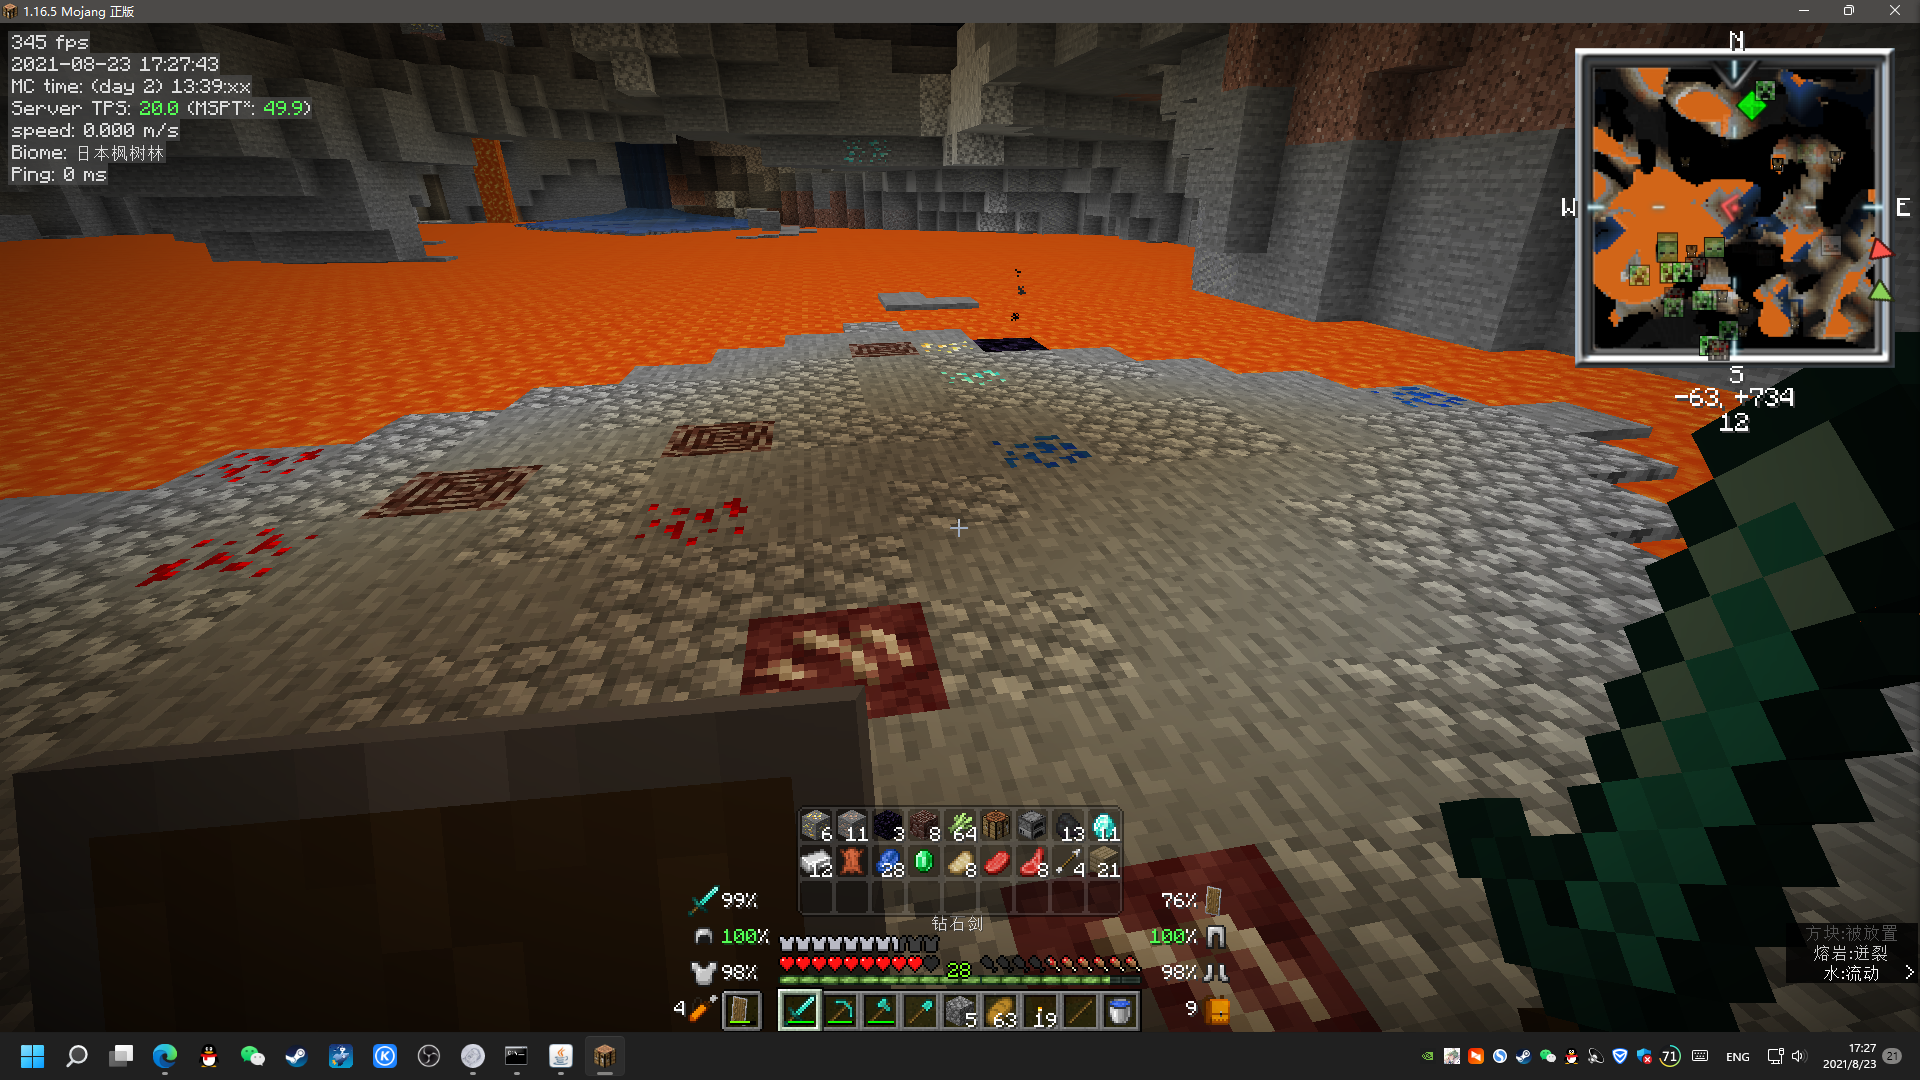 1.16.5 Mojang 正版
345 fps
2021-08-23 17:27:43
MC time: (day 2) 13:39:xx
Server TPS: 20.0 (MSPT*: 49.9)
speed: 0.000 m/s
Biome: 日本枫树林
Ping: 0 ms
N
W
E
S
-63, +734
12
6 11 3 8 64 13 11
12 28 8 8 4 21
钻石剑
99%
100%
98%
76%
100%
98%
28
4
5 63 19
9
方块:被放置
熔岩:迸裂
水:流动 >
71
ENG
17:27
2021/8/23
21